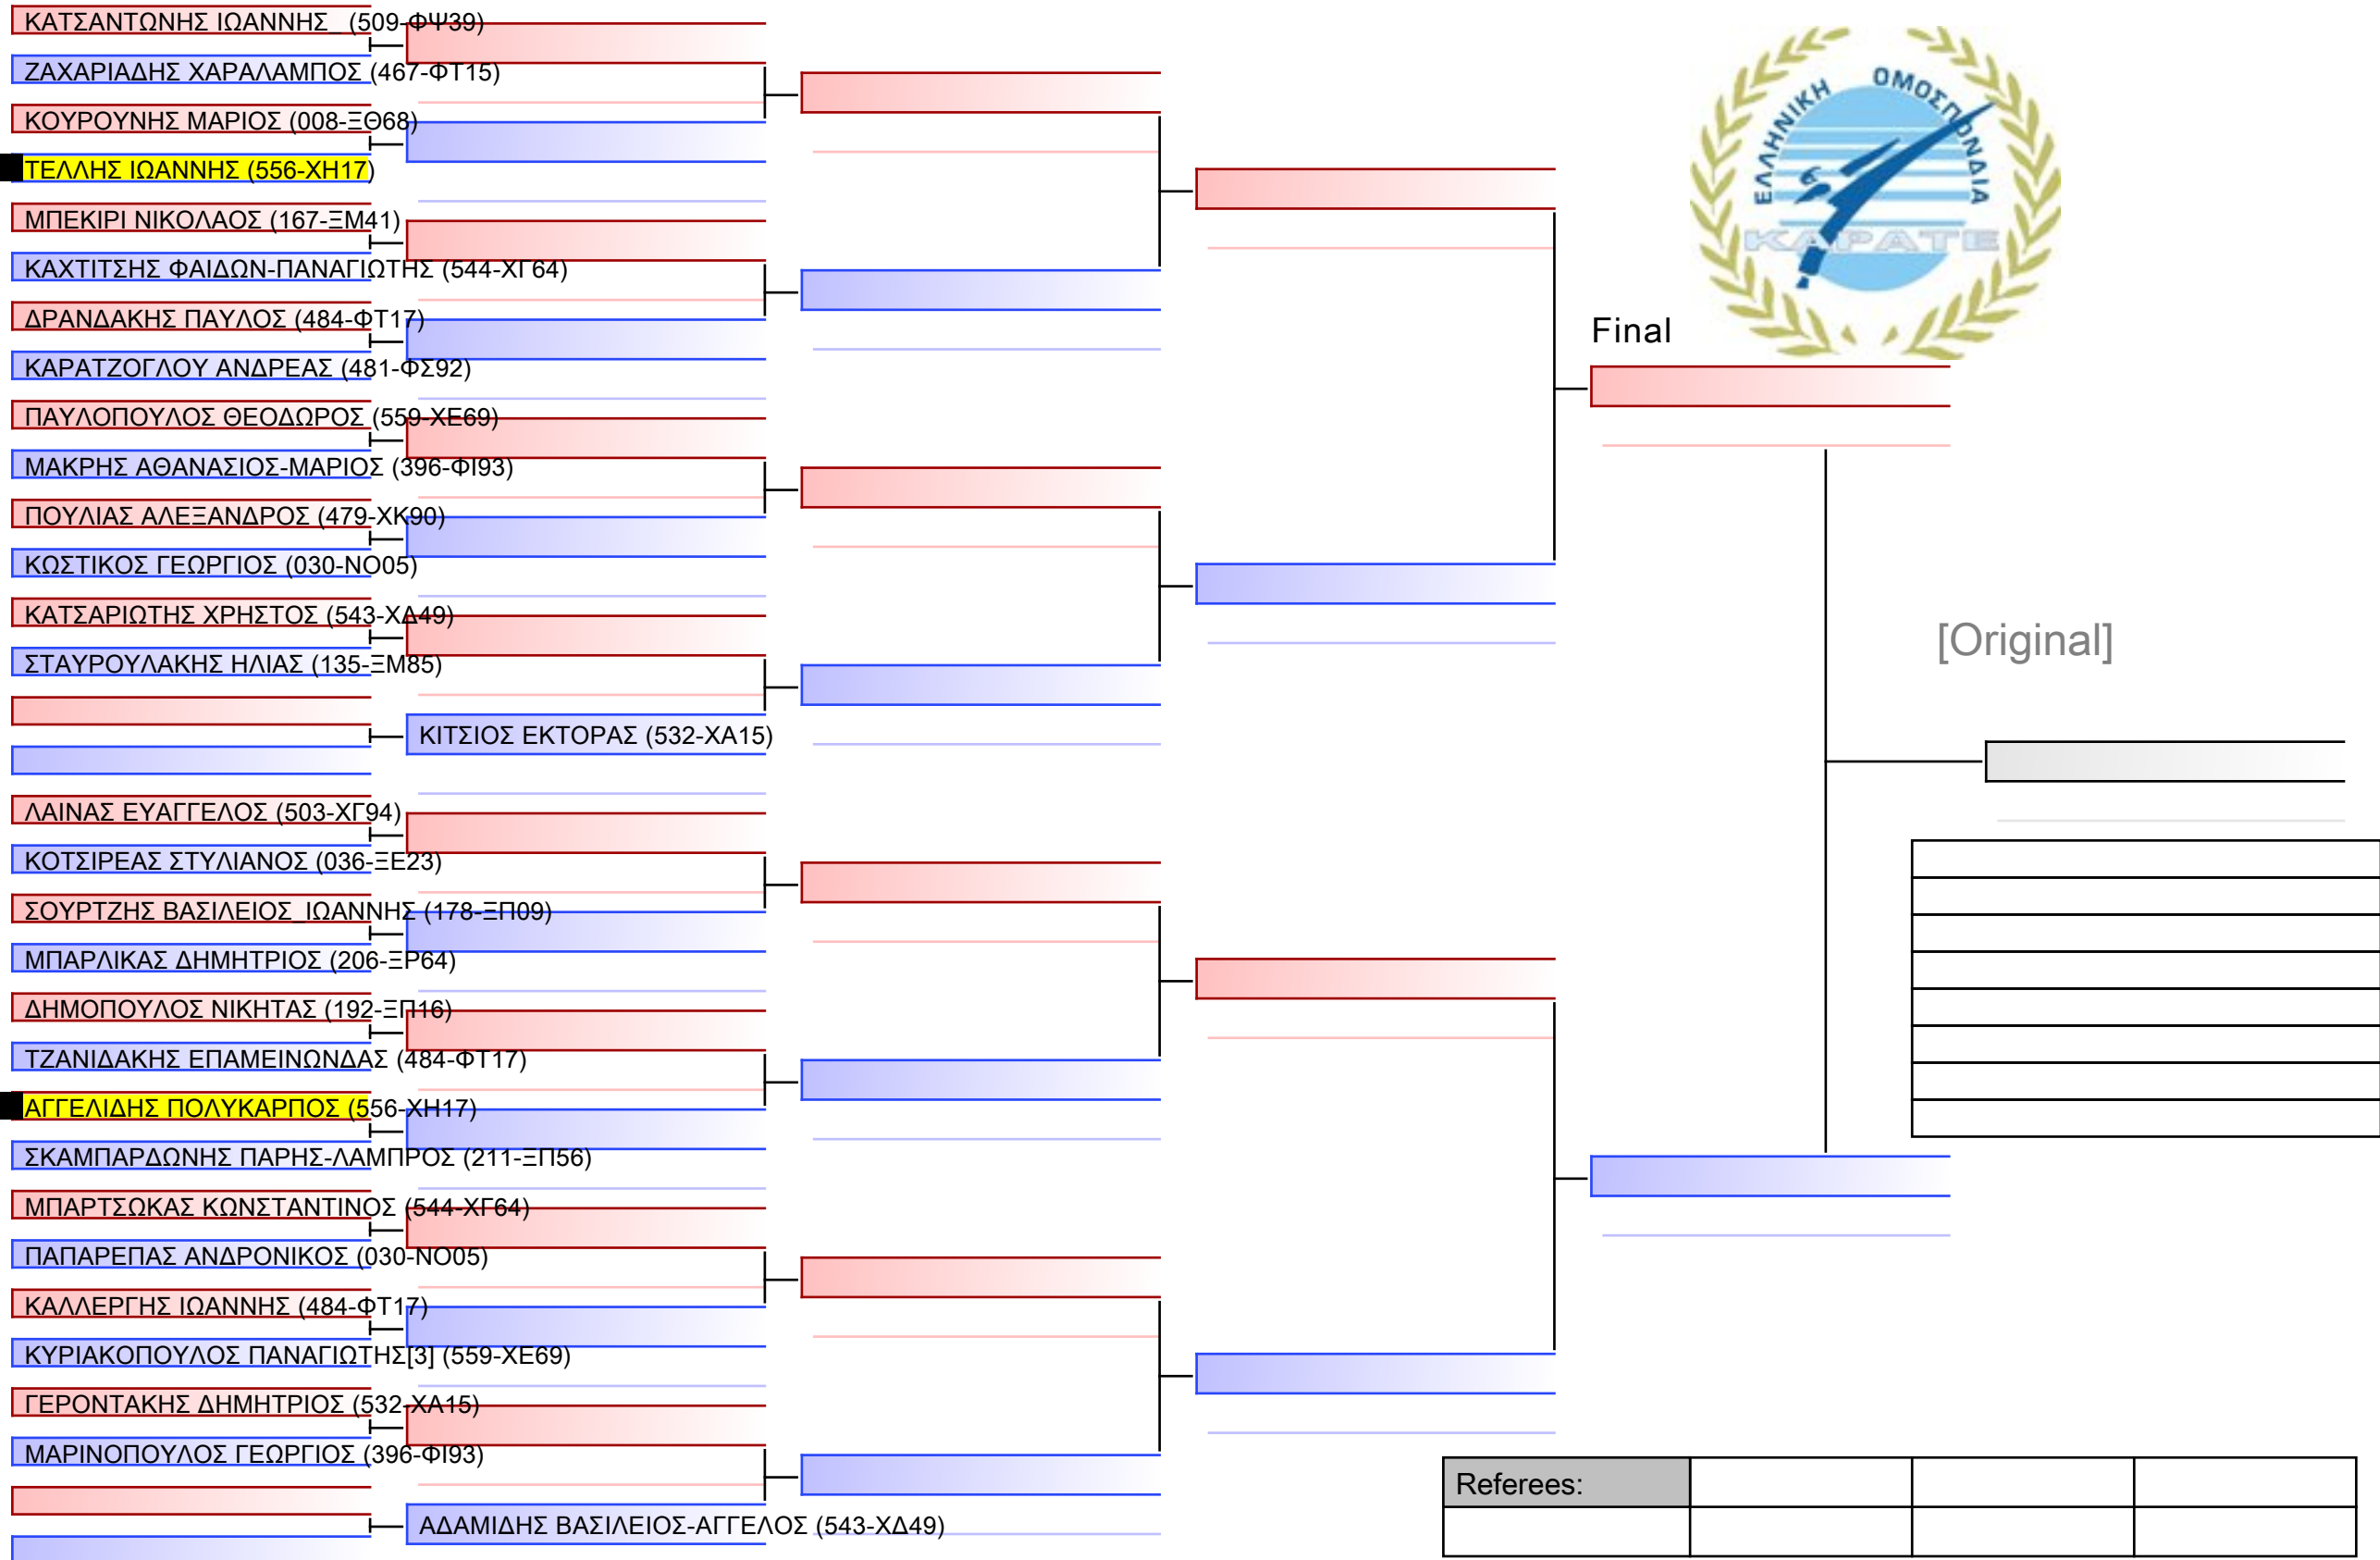 ΚΑΤΣΑΝΤΩΝΗΣ ΙΩΑΝΝΗΣ_ (509-ΦΨ39)
ΖΑΧΑΡΙΑΔΗΣ ΧΑΡΑΛΑΜΠΟΣ (467-ΦΤ15)
ΚΟΥΡΟΥΝΗΣ ΜΑΡΙΟΣ (008-ΞΘ68)
ΤΕΛΛΗΣ ΙΩΑΝΝΗΣ (556-ΧΗ17)
ΜΠΕΚΙΡΙ ΝΙΚΟΛΑΟΣ (167-ΞΜ41)
ΚΑΧΤΙΤΣΗΣ ΦΑΙΔΩΝ-ΠΑΝΑΓΙΩΤΗΣ (544-ΧΓ64)
ΔΡΑΝΔΑΚΗΣ ΠΑΥΛΟΣ (484-ΦΤ17)
ΚΑΡΑΤΖΟΓΛΟΥ ΑΝΔΡΕΑΣ (481-ΦΣ92)
ΠΑΥΛΟΠΟΥΛΟΣ ΘΕΟΔΩΡΟΣ (559-ΧΕ69)
ΜΑΚΡΗΣ ΑΘΑΝΑΣΙΟΣ-ΜΑΡΙΟΣ (396-ΦΙ93)
ΠΟΥΛΙΑΣ ΑΛΕΞΑΝΔΡΟΣ (479-ΧΚ90)
ΚΩΣΤΙΚΟΣ ΓΕΩΡΓΙΟΣ (030-ΝΟ05)
ΚΑΤΣΑΡΙΩΤΗΣ ΧΡΗΣΤΟΣ (543-ΧΔ49)
ΣΤΑΥΡΟΥΛΑΚΗΣ ΗΛΙΑΣ (135-ΞΜ85)
ΚΙΤΣΙΟΣ ΕΚΤΟΡΑΣ (532-ΧΑ15)
ΛΑΙΝΑΣ ΕΥΑΓΓΕΛΟΣ (503-ΧΓ94)
ΚΟΤΣΙΡΕΑΣ ΣΤΥΛΙΑΝΟΣ (036-ΞΕ23)
ΣΟΥΡΤΖΗΣ ΒΑΣΙΛΕΙΟΣ_ΙΩΑΝΝΗΣ (178-ΞΠ09)
ΜΠΑΡΛΙΚΑΣ ΔΗΜΗΤΡΙΟΣ (206-ΞΡ64)
ΔΗΜΟΠΟΥΛΟΣ ΝΙΚΗΤΑΣ (192-ΞΠ16)
ΤΖΑΝΙΔΑΚΗΣ ΕΠΑΜΕΙΝΩΝΔΑΣ (484-ΦΤ17)
ΑΓΓΕΛΙΔΗΣ ΠΟΛΥΚΑΡΠΟΣ (556-ΧΗ17)
ΣΚΑΜΠΑΡΔΩΝΗΣ ΠΑΡΗΣ-ΛΑΜΠΡΟΣ (211-ΞΠ56)
ΜΠΑΡΤΣΩΚΑΣ ΚΩΝΣΤΑΝΤΙΝΟΣ (544-ΧΓ64)
ΠΑΠΑΡΕΠΑΣ ΑΝΔΡΟΝΙΚΟΣ (030-ΝΟ05)
ΚΑΛΛΕΡΓΗΣ ΙΩΑΝΝΗΣ (484-ΦΤ17)
ΚΥΡΙΑΚΟΠΟΥΛΟΣ ΠΑΝΑΓΙΩΤΗΣ[3] (559-ΧΕ69)
ΓΕΡΟΝΤΑΚΗΣ ΔΗΜΗΤΡΙΟΣ (532-ΧΑ15)
ΜΑΡΙΝΟΠΟΥΛΟΣ ΓΕΩΡΓΙΟΣ (396-ΦΙ93)
ΑΔΑΜΙΔΗΣ ΒΑΣΙΛΕΙΟΣ-ΑΓΓΕΛΟΣ (543-ΧΔ49)
ΕΛΛΗΝΙΚΗ ΟΜΟΣΠΟΝΔΙΑ
ΚΑΡΑΤΕ
Final
[Original]
Referees: